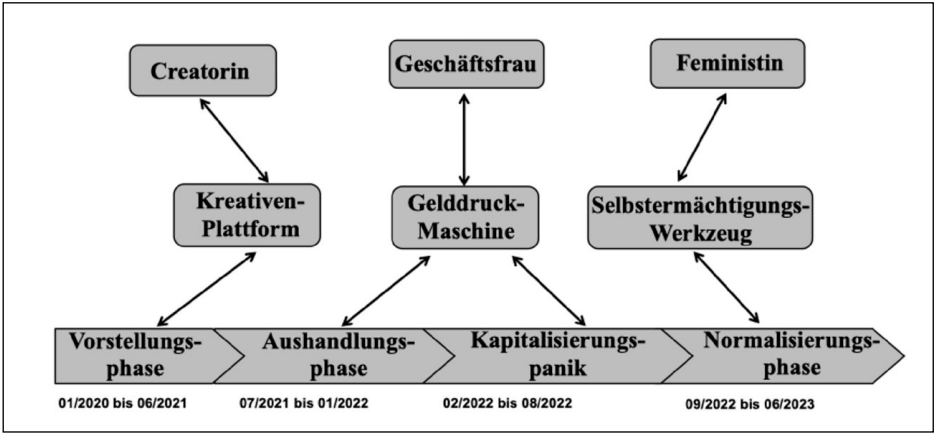 Creatorin
Geschäftsfrau
Feministin
Kreativen-
Plattform
Gelddruck-
Maschine
Selbstermächtigungs-
Werkzeug
Vorstellungs-
phase
Aushandlungs-
phase
Kapitalisierungs-
panik
Normalisierungs-
phase
01/2020 bis 06/2021
07/2021 bis 01/2022
02/2022 bis 08/2022
09/2022 bis 06/2023